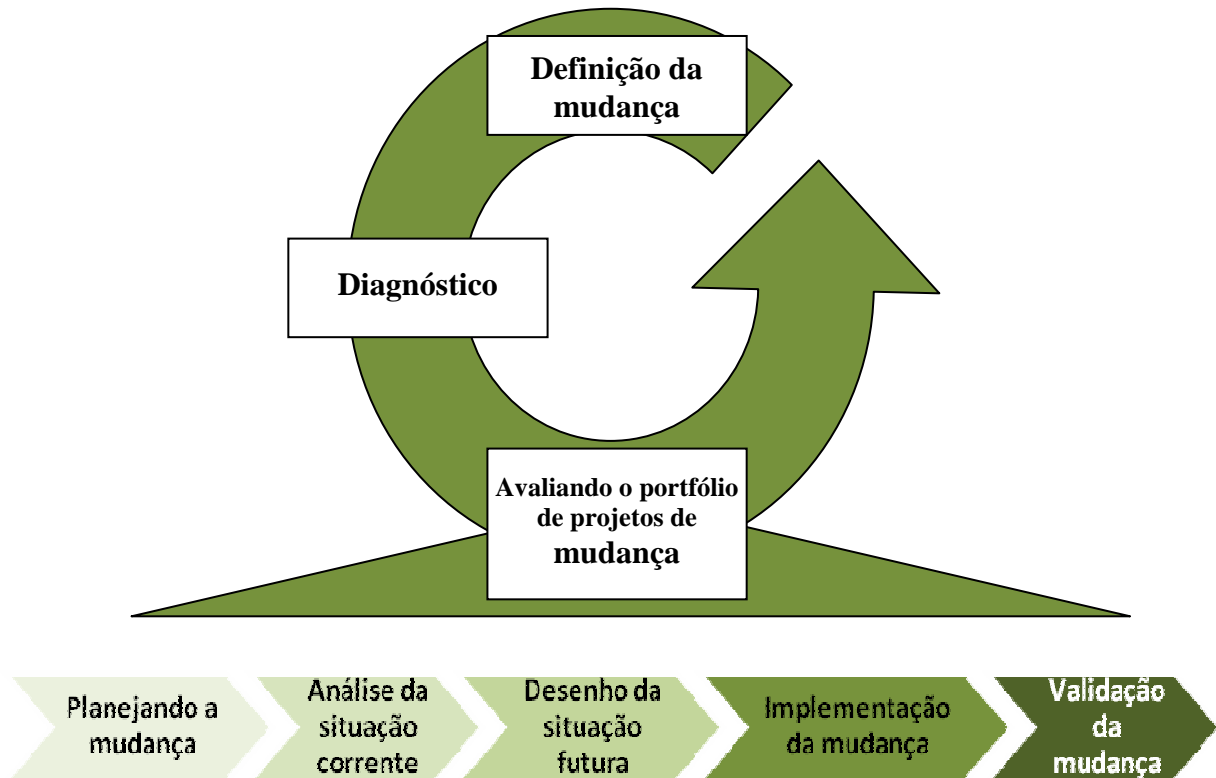 Definição da
mudança
Diagnóstico
Avaliando o portfólio
de projetos de
mudança
Planejando a
mudança
Análise da
situação
corrente
Desenho da
situação
futura
Implementação
da mudança
Validação
da
mudança